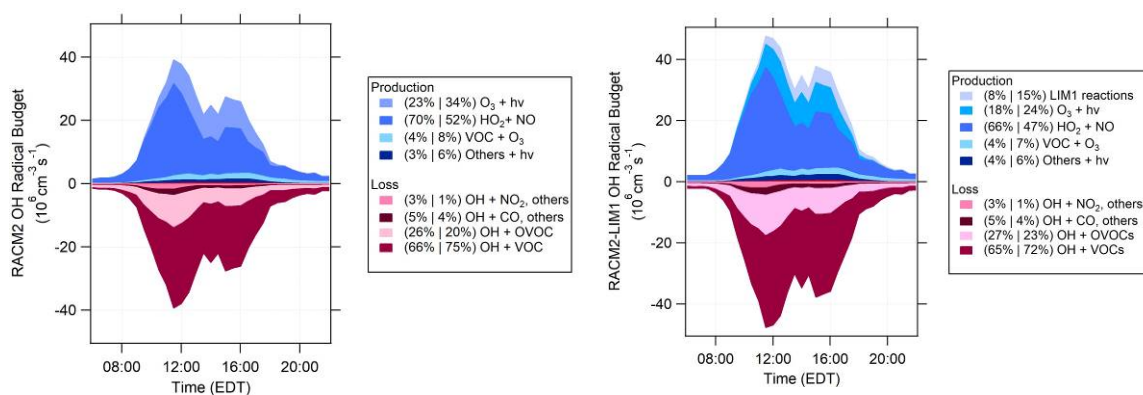 RACM2 OH Radical Budget
(10⁶ cm⁻³ s⁻¹)
40
20
0
-20
-40
08:00 12:00 16:00 20:00
Time (EDT)
Production
(23% | 34%) O₃ + hv
(70% | 52%) HO₂+ NO
(4% | 8%) VOC + O₃
(3% | 6%) Others + hv
Loss
(3% | 1%) OH + NO₂, others
(5% | 4%) OH + CO, others
(26% | 20%) OH + OVOC
(66% | 75%) OH + VOC
RACM2-LIM1 OH Radical Budget
(10⁶ cm⁻³ s⁻¹)
40
20
0
-20
-40
08:00 12:00 16:00 20:00
Time (EDT)
Production
(8% | 15%) LIM1 reactions
(18% | 24%) O₃ + hv
(66% | 47%) HO₂ + NO
(4% | 7%) VOC + O₃
(4% | 6%) Others + hv
Loss
(3% | 1%) OH + NO₂, others
(5% | 4%) OH + CO, others
(27% | 23%) OH + OVOCs
(65% | 72%) OH + VOCs